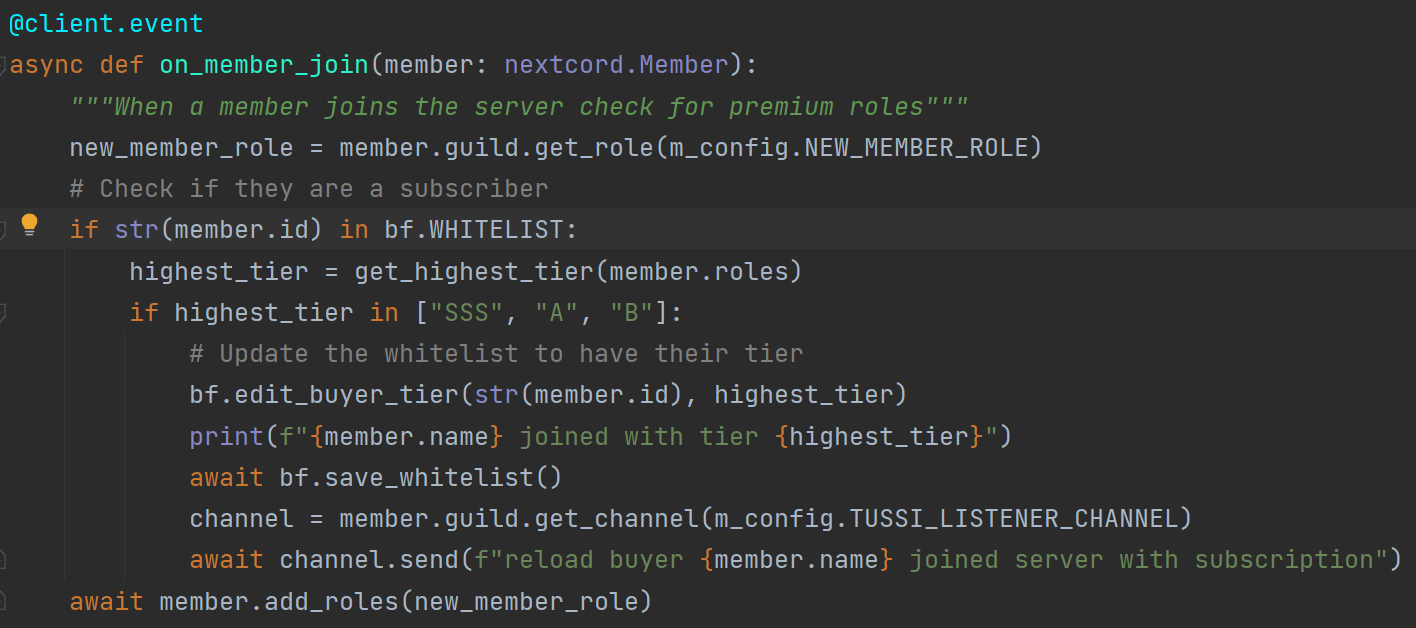 @client.event
async def on_member_join(member: nextcord.Member):
    """When a member joins the server check for premium roles"""
    new_member_role = member.guild.get_role(m_config.NEW_MEMBER_ROLE)
    # Check if they are a subscriber
    if str(member.id) in bf.WHITELIST:
        highest_tier = get_highest_tier(member.roles)
        if highest_tier in ["SSS", "A", "B"]:
            # Update the whitelist to have their tier
            bf.edit_buyer_tier(str(member.id), highest_tier)
            print(f"{member.name} joined with tier {highest_tier}")
            await bf.save_whitelist()
            channel = member.guild.get_channel(m_config.TUSSI_LISTENER_CHANNEL)
            await channel.send(f"reload buyer {member.name} joined server with subscription")
    await member.add_roles(new_member_role)